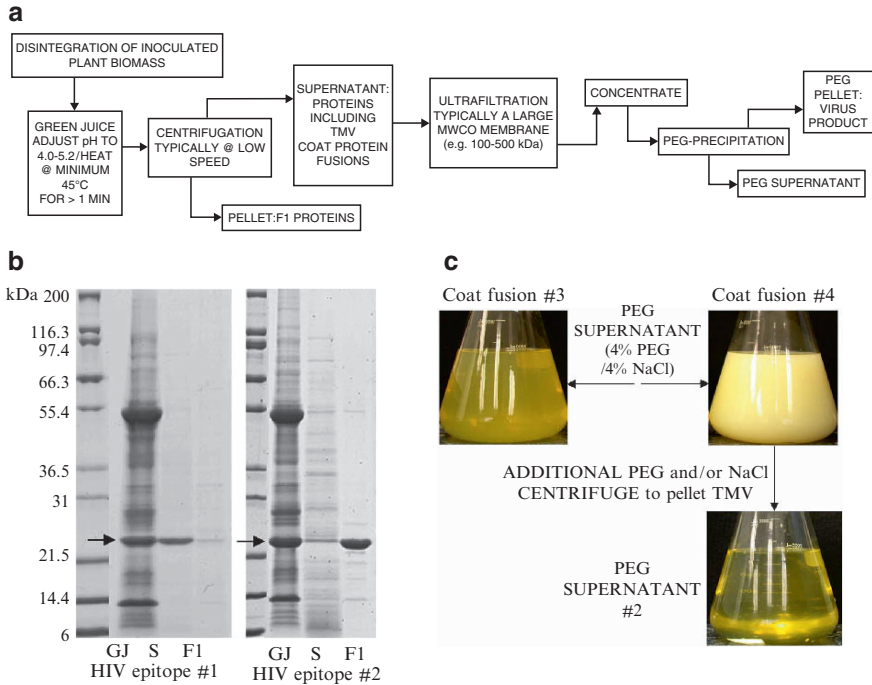 a
DISINTEGRATION OF INOCULATED
PLANT BIOMASS
GREEN JUICE
ADJUST pH TO
4.0-5.2/HEAT
@ MINIMUM
45°C
FOR > 1 MIN
CENTRIFUGATION
TYPICALLY @ LOW
SPEED
PELLET:F1 PROTEINS
SUPERNATANT:
PROTEINS
INCLUDING
TMV
COAT PROTEIN
FUSIONS
ULTRAFILTRATION
TYPICALLY A LARGE
MWCO MEMBRANE
(e.g. 100-500 kDa)
CONCENTRATE
PEG-PRECIPITATION
PEG
PELLET:
VIRUS
PRODUCT
PEG SUPERNATANT
b
kDa 200
116.3
97.4
66.3
55.4
36.5
31
21.5
14.4
6
GJ S F1
HIV epitope #1
GJ S F1
HIV epitope #2
c
Coat fusion #3
PEG
SUPERNATANT
(4% PEG
/4% NaCl)
Coat fusion #4
ADDITIONAL PEG and/or NaCl
CENTRIFUGE to pellet TMV
PEG
SUPERNATANT
#2